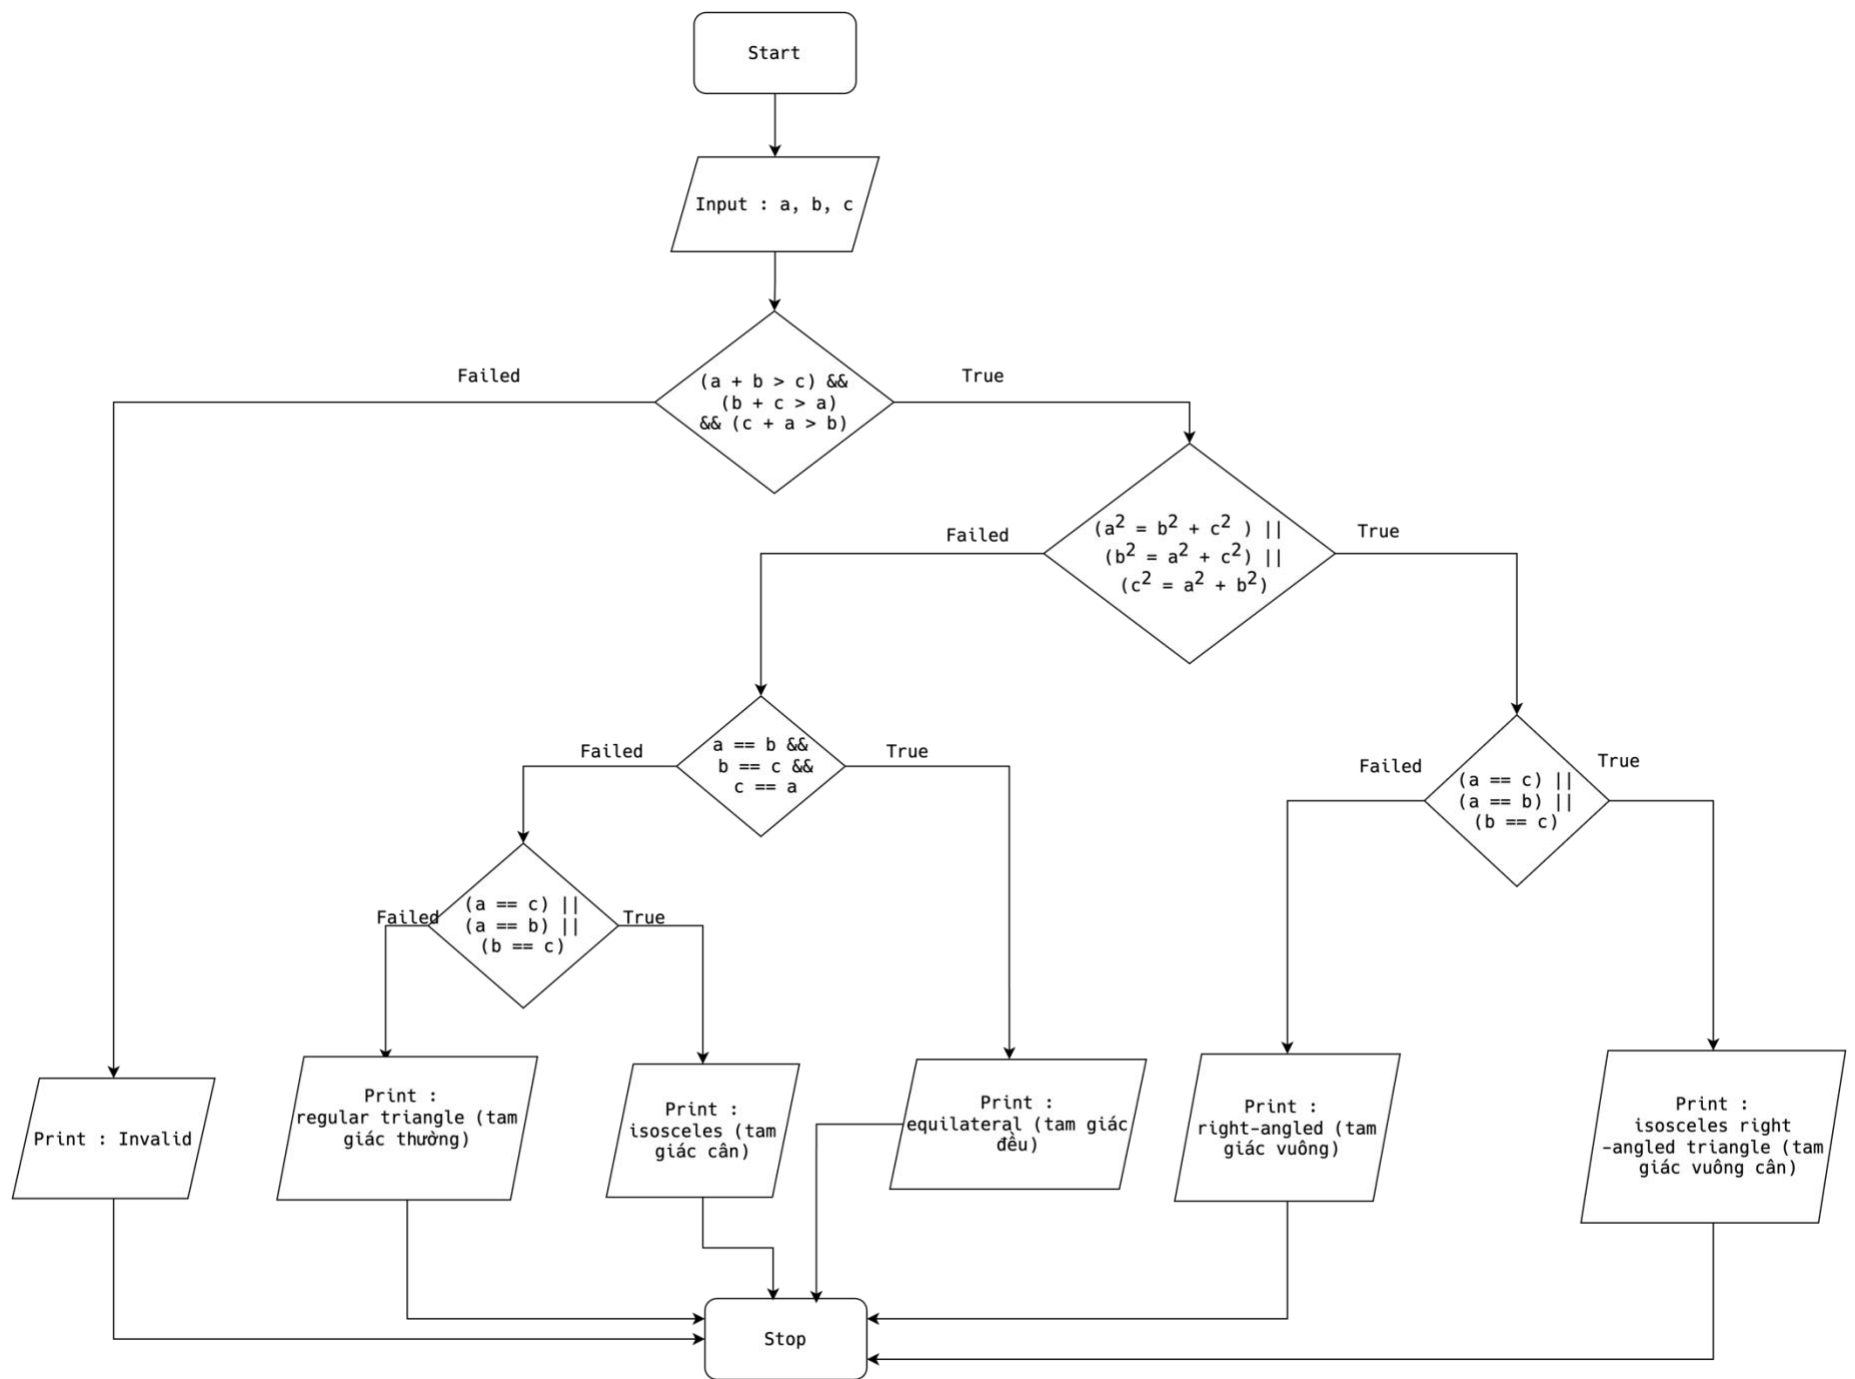 Start
Input : a, b, c
Failed
True
(a + b > c) &&
(b + c > a)
&& (c + a > b)
Failed
True
(a² = b² + c² ) ||
(b² = a² + c²) ||
(c² = a² + b²)
Failed
True
a == b &&
b == c &&
c == a
Failed
True
(a == c) ||
(a == b) ||
(b == c)
Failed
True
(a == c) ||
(a == b) ||
(b == c)
Print : Invalid
Print :
regular triangle (tam
giác thường)
Print :
isosceles (tam
giác cân)
Print :
equilateral (tam giác
đều)
Print :
right-angled (tam
giác vuông)
Print :
isosceles right
-angled triangle (tam
giác vuông cân)
Stop